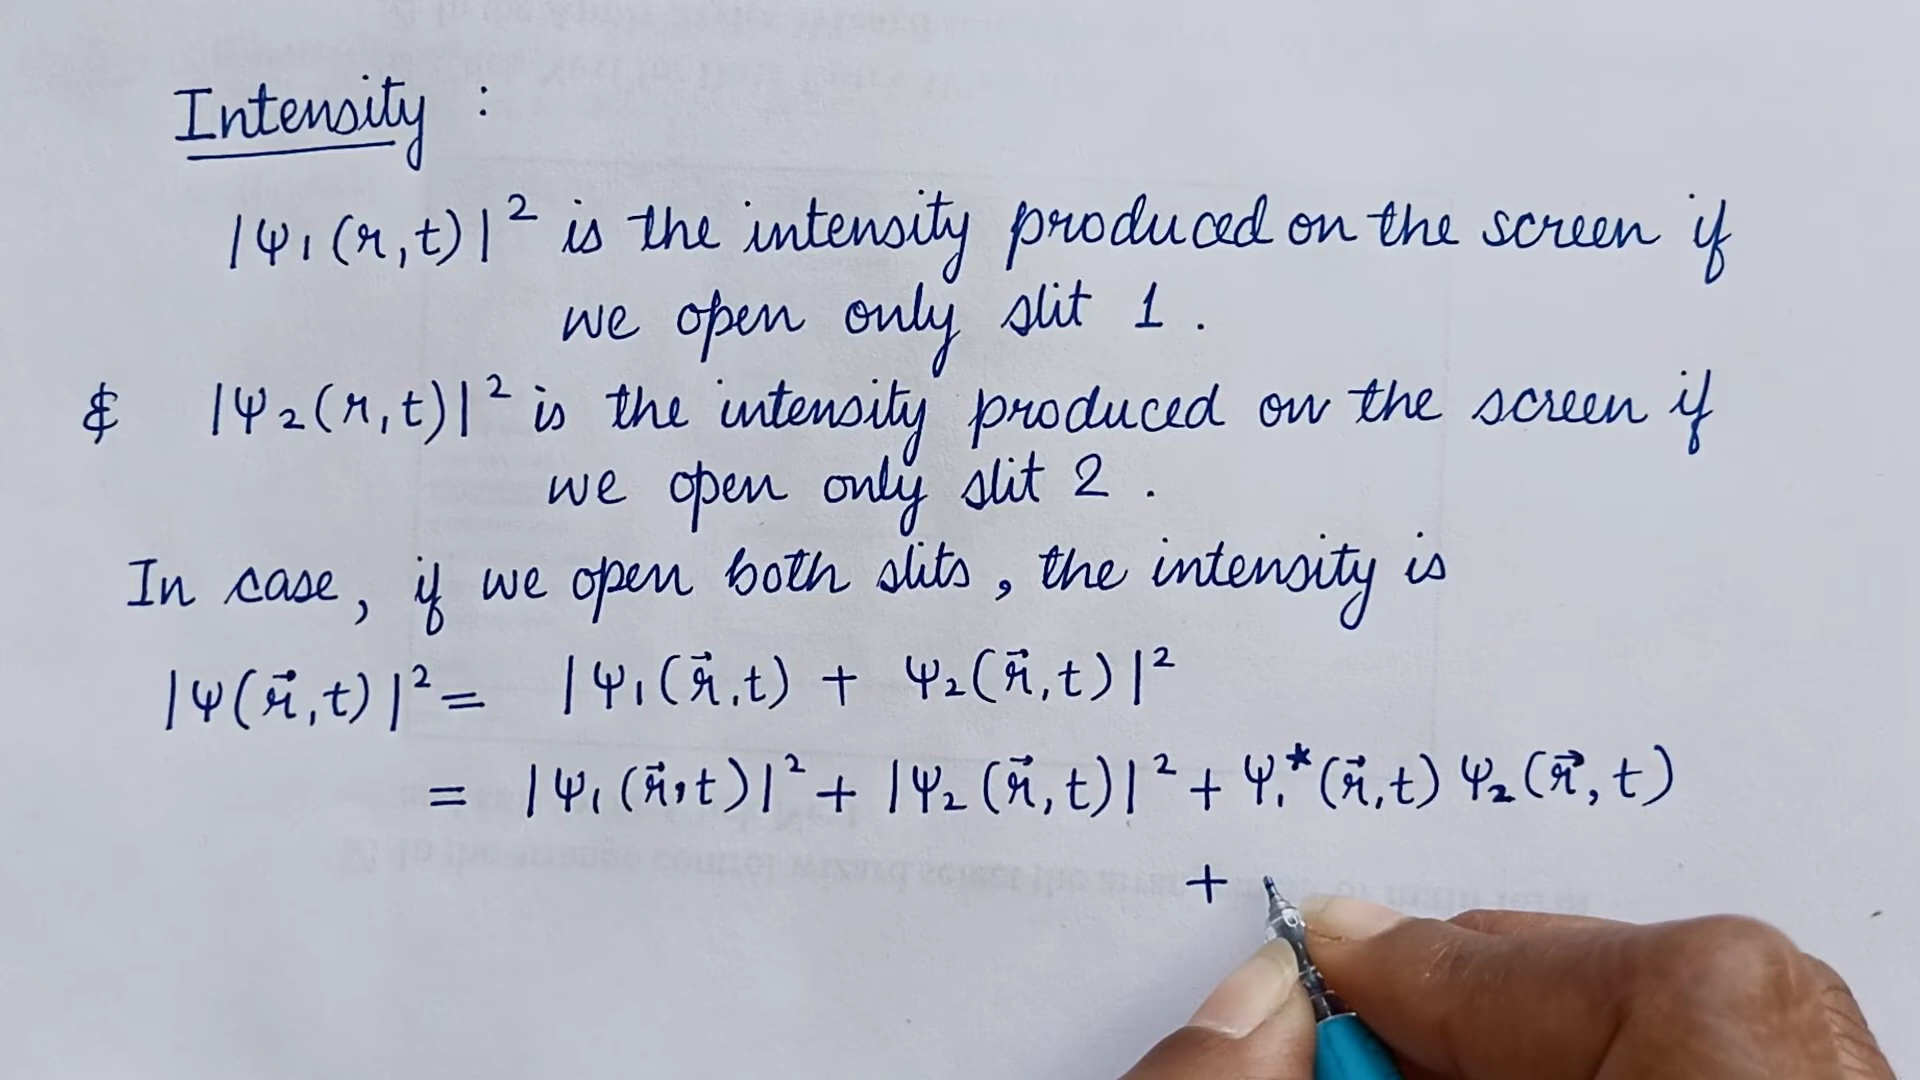 Intensity :
|ψ₁(r,t)|² is the intensity produced on the screen if
we open only slit 1 .
& |ψ₂(r,t)|² is the intensity produced on the screen if
we open only slit 2 .
In case, if we open both slits, the intensity is
|ψ(r⃗,t)|² = |ψ₁(r⃗,t) + ψ₂(r⃗,t)|²
= |ψ₁(r⃗,t)|² + |ψ₂(r⃗,t)|² + ψ₁*(r⃗,t) ψ₂(r⃗,t)
+